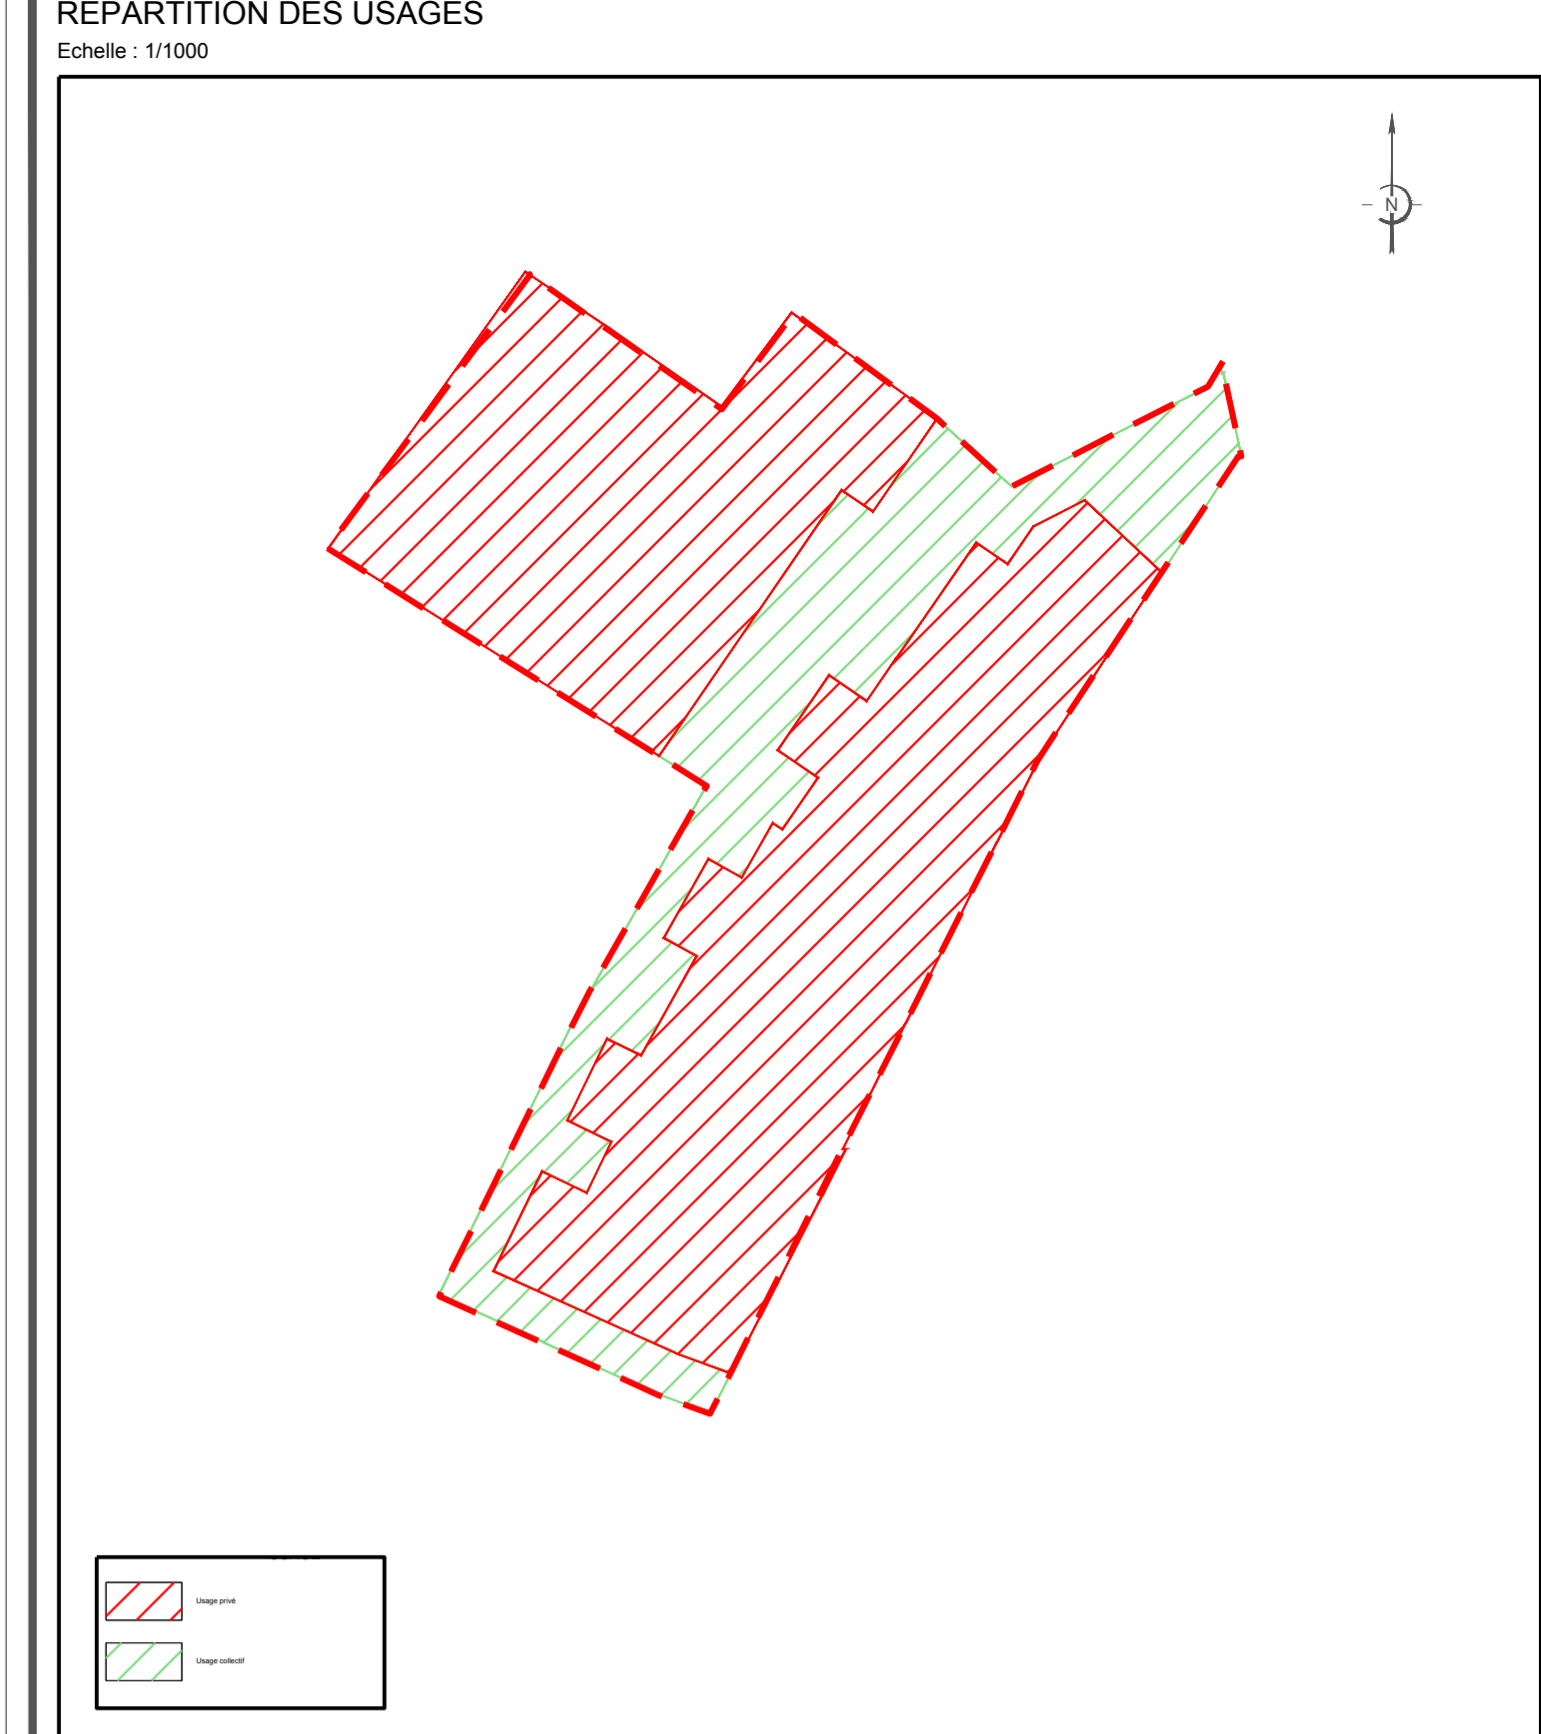 REPARTITION DES USAGES
Echelle : 1/1000
N
Usage privé
Usage collectif